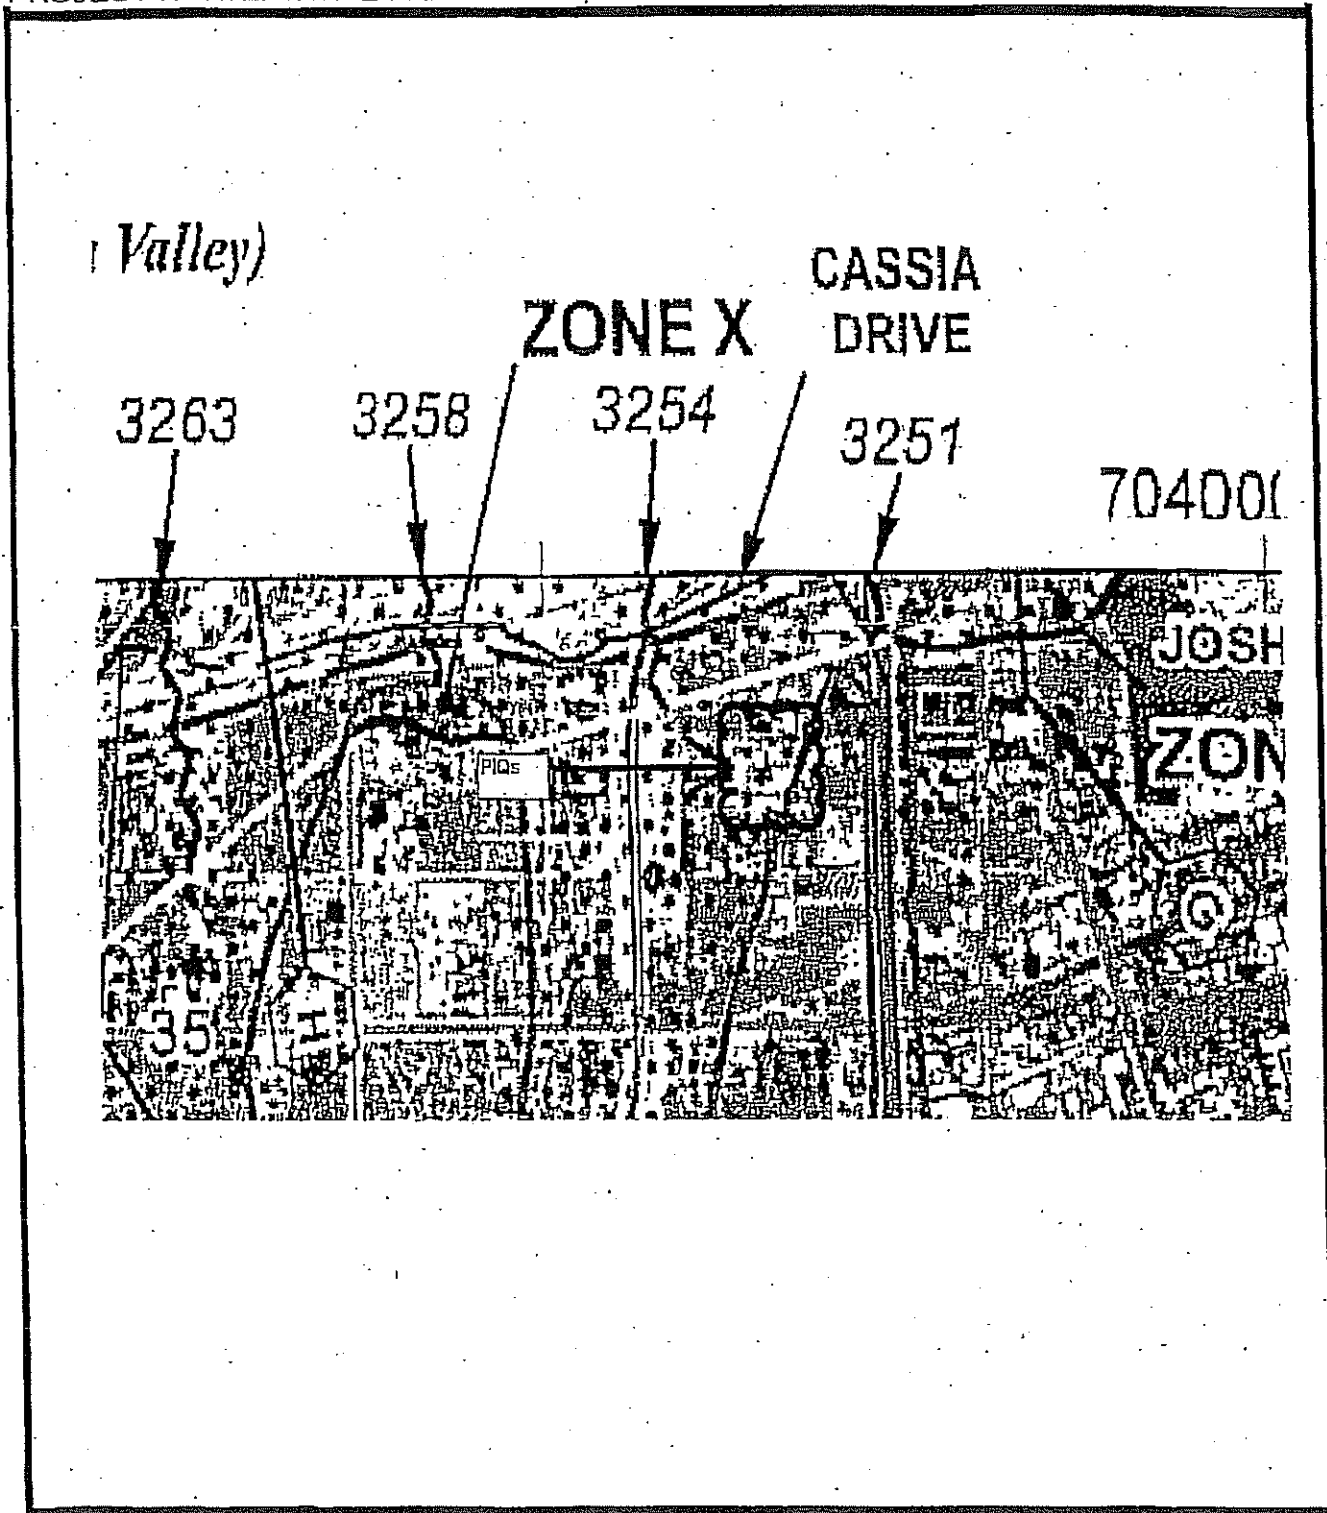 Valley)
CASSIA
DRIVE
ZONE X
3263
3258
3254
3251
70400
JOSH
ZON
PIQs
35